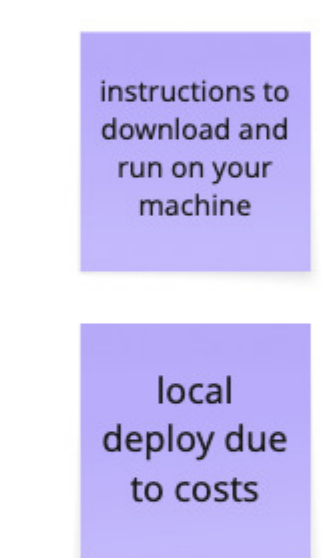 instructions to
download and
run on your
machine
local
deploy due
to costs